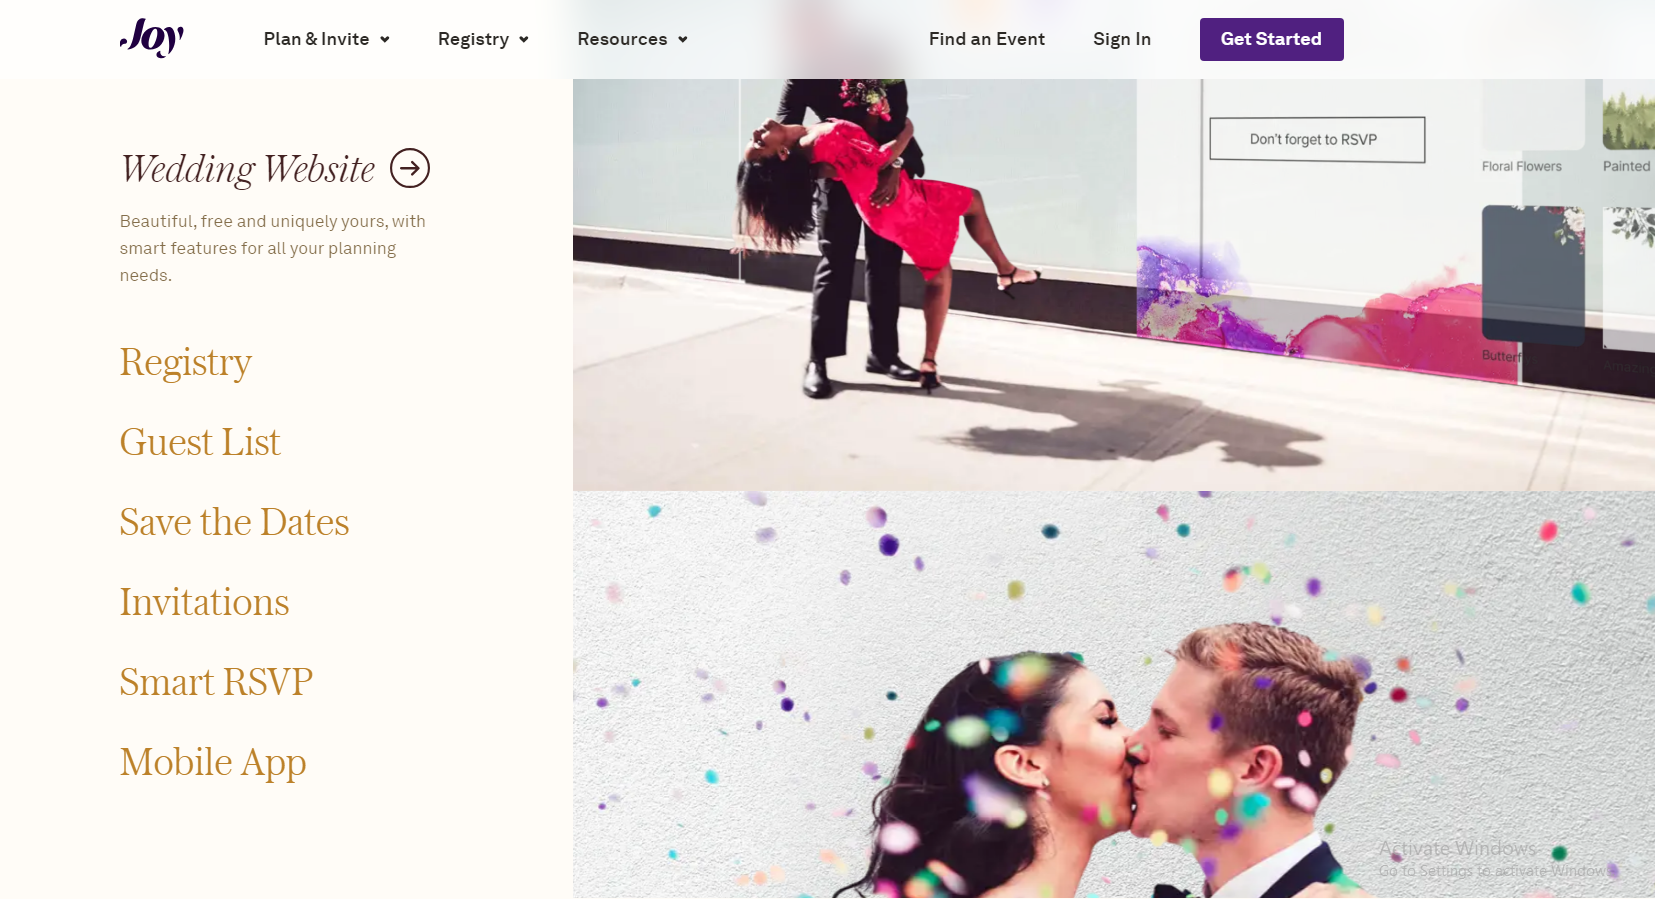 Joy
Plan & Invite
Registry
Resources
Find an Event
Sign In
Get Started
Wedding Website
Beautiful, free and uniquely yours, with
smart features for all your planning
needs.
Registry
Guest List
Save the Dates
Invitations
Smart RSVP
Mobile App
Don't forget to RSVP
Floral Flowers
Painted
Butterf
Activate Windows
Go to Settings to activate Windows.